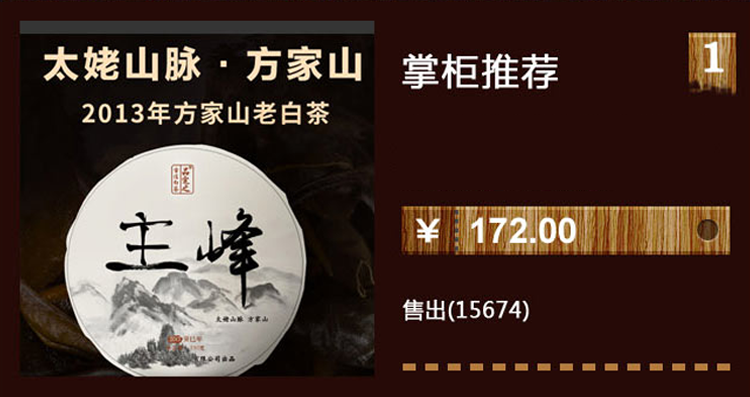 太姥山脉·方家山
2013年方家山老白茶
主峰
太姥山脉 方家山
掌柜推荐
1
¥ 172.00
售出(15674)